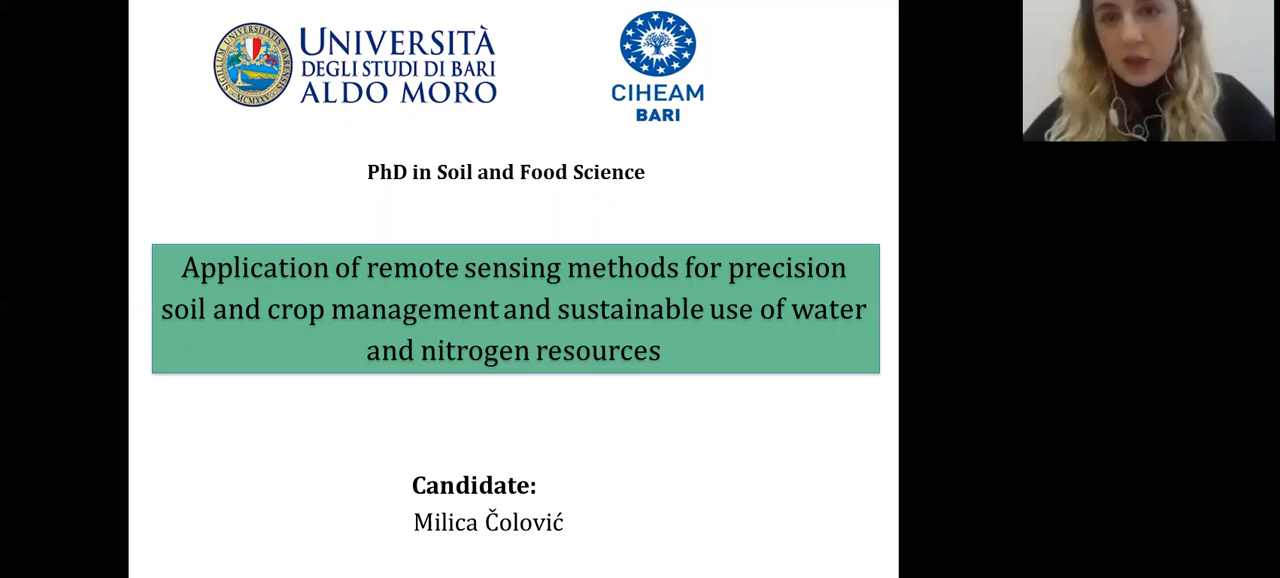 UNIVERSITÀ
DEGLI STUDI DI BARI
ALDO MORO
CIHEAM
BARI
PhD in Soil and Food Science
Application of remote sensing methods for precision
soil and crop management and sustainable use of water
and nitrogen resources
Candidate:
Milica Čolović